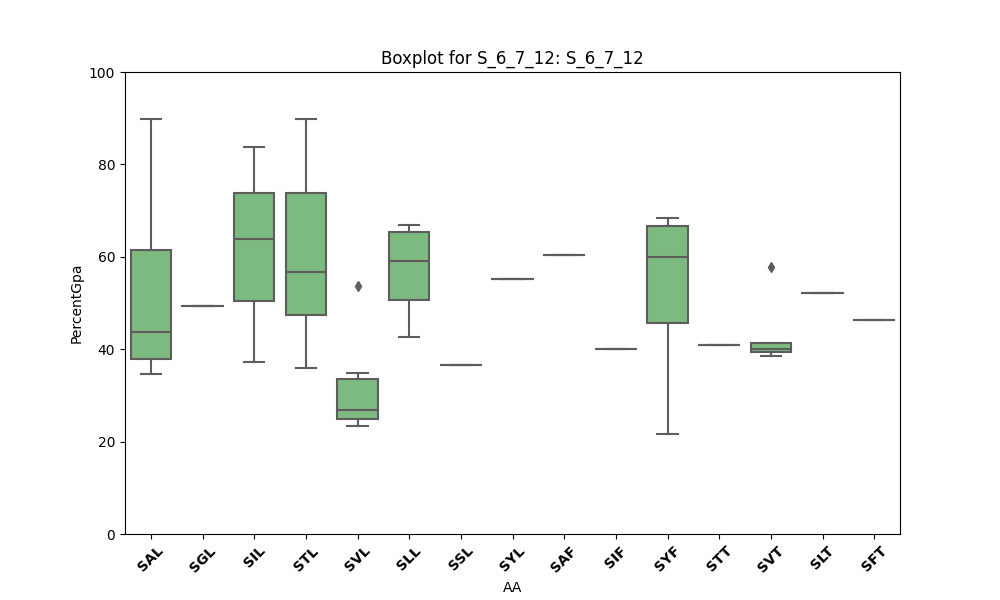 Boxplot for S_6_7_12: S_6_7_12
PercentGpa
100
80
60
40
20
0
SAL SGL SIL STL SVL SLL SSL SYL SAF SIF SYF STT SVT SLT SFT
AA